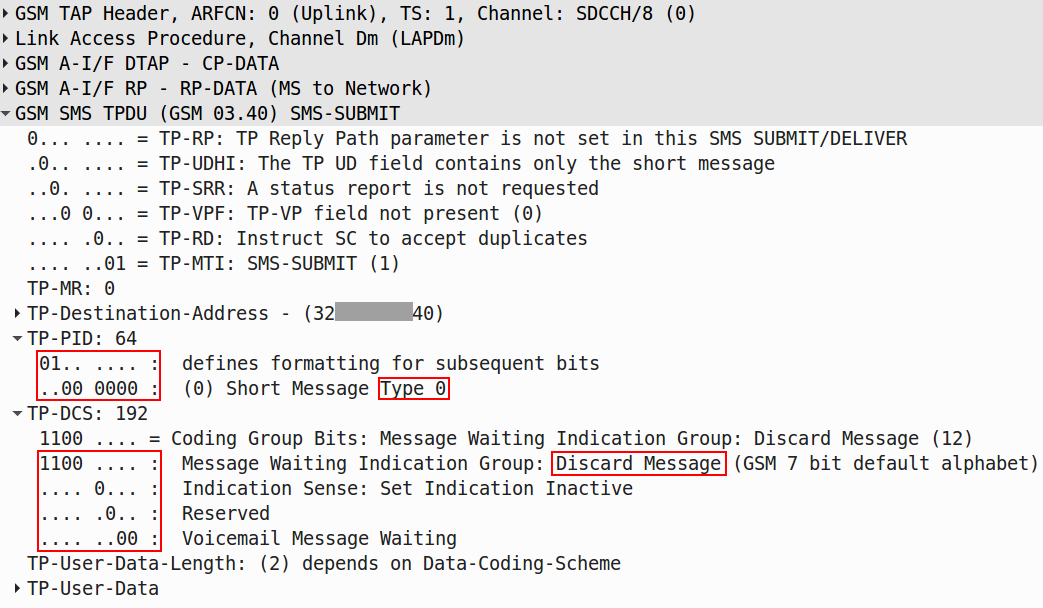 GSM TAP Header, ARFCN: 0 (Uplink), TS: 1, Channel: SDCCH/8 (0)
Link Access Procedure, Channel Dm (LAPDm)
GSM A-I/F DTAP - CP-DATA
GSM A-I/F RP - RP-DATA (MS to Network)
GSM SMS TPDU (GSM 03.40) SMS-SUBMIT
0... .... = TP-RP: TP Reply Path parameter is not set in this SMS SUBMIT/DELIVER
.0.. .... = TP-UDHI: The TP UD field contains only the short message
..0. .... = TP-SRR: A status report is not requested
...0 0... = TP-VPF: TP-VP field not present (0)
.... .0.. = TP-RD: Instruct SC to accept duplicates
.... ..01 = TP-MTI: SMS-SUBMIT (1)
TP-MR: 0
TP-Destination-Address - (32 40)
TP-PID: 64
01.. .... : defines formatting for subsequent bits
..00 0000 : (0) Short Message Type 0
TP-DCS: 192
1100 .... = Coding Group Bits: Message Waiting Indication Group: Discard Message (12)
1100 .... : Message Waiting Indication Group: Discard Message (GSM 7 bit default alphabet)
.... 0... : Indication Sense: Set Indication Inactive
.... .0.. : Reserved
.... ..00 : Voicemail Message Waiting
TP-User-Data-Length: (2) depends on Data-Coding-Scheme
TP-User-Data